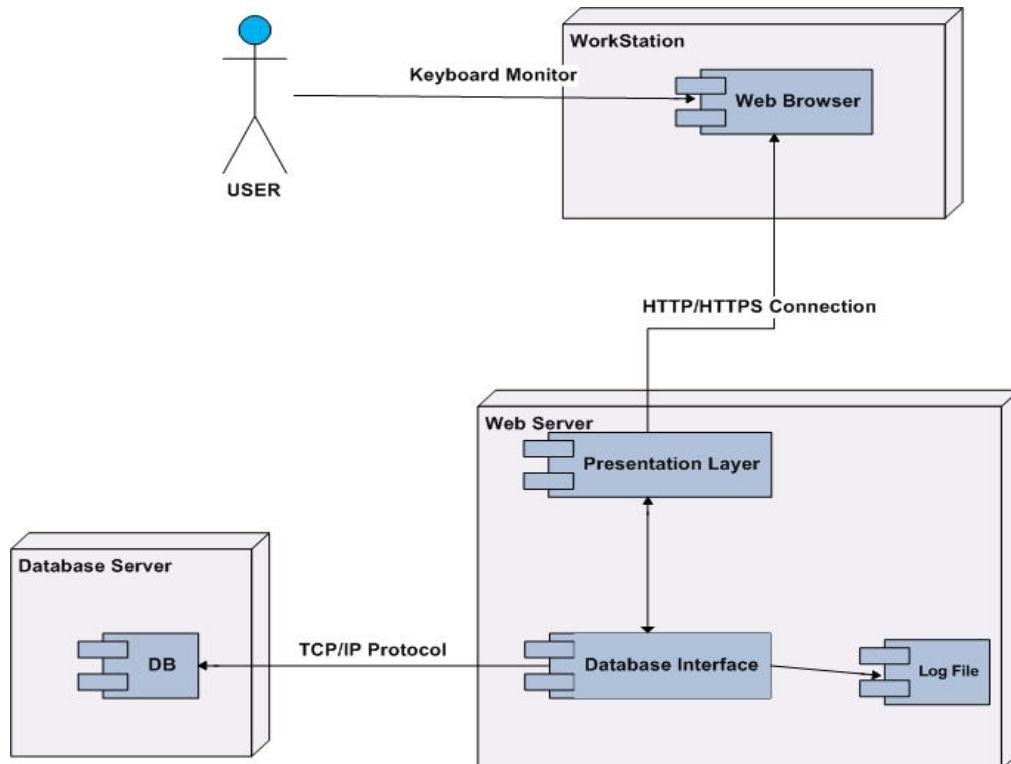 WorkStation
Keyboard Monitor
Web Browser
USER
HTTP/HTTPS Connection
Web Server
Presentation Layer
Database Server
TCP/IP Protocol
DB
Database Interface
Log File